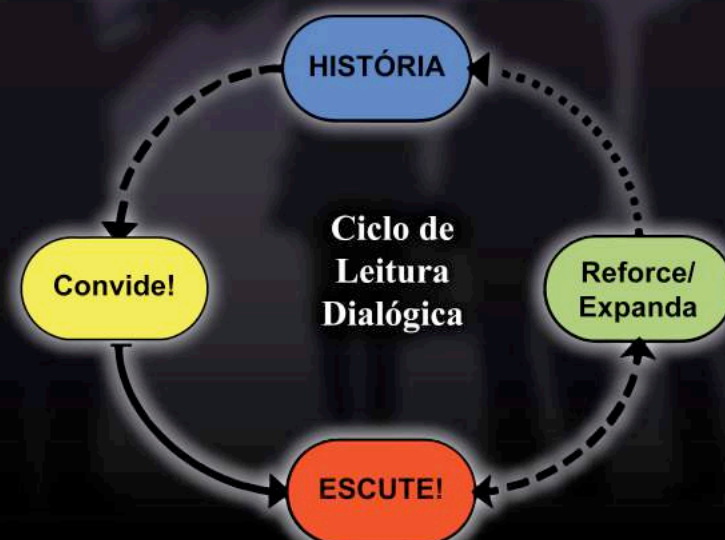 HISTÓRIA
Convide!
Ciclo de
Leitura
Dialógica
Reforce/
Expanda
ESCUTE!